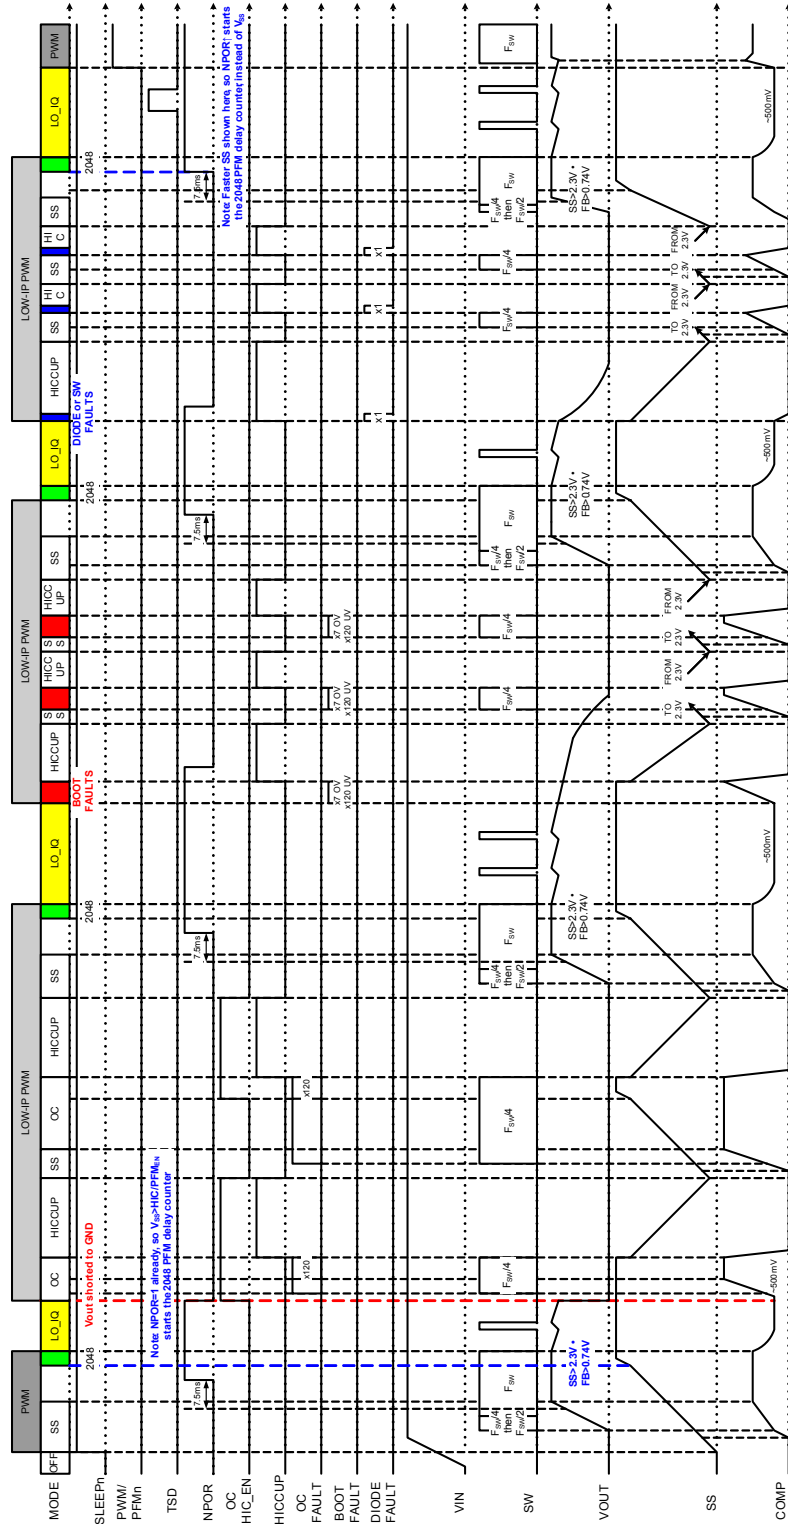 PWM
LOW-IP PWM
LOW-IP PWM
LOW-IP PWM
MODE
OFF
SS
LO_IQ
OC
HICCUP
SS
OC
HICCUP
SS
LO_IQ
HICCUP
S
S
HICC
UP
S
S
HICC
UP
SS
LO_IQ
HICCUP
SS
HI
C
SS
HI
C
SS
LO_IQ
PWM
SLEEPn
2048
Vout shorted to GND
2048
BOOT
FAULTS
2048
DIODE or SW
FAULTS
2048
PWM/
PFMn
TSD
Note: NPOR=1 already, so VSS>HIC/PFMEN
starts the 2048 PFM delay counter
NPOR
7.5ms
7.5ms
7.5ms
7.5ms
Note: Faster SS shown here, so NPOR↑ starts
the 2048 PFM delay counter instead of VSS
OC
HIC_EN
HICCUP
OC
FAULT
x120
x120
BOOT
FAULT
x7 OV
x120 UV
x7 OV
x120 UV
x7 OV
x120 UV
DIODE
FAULT
x1
x1
x1
VIN
SW
FSW/4
then
FSW/2
FSW
FSW/4
FSW/4
FSW/4
then
FSW/2
FSW
FSW/4
FSW/4
FSW/4
then
FSW/2
FSW
FSW/4
FSW/4
FSW/4
then
FSW/2
FSW
FSW
VOUT
SS>2.3V •
FB>0.74V
SS>2.3V •
FB>0.74V
SS>2.3V •
FB>0.74V
SS>2.3V •
FB>0.74V
SS
TO
2.3V
FROM
2.3V
TO
2.3V
FROM
2.3V
TO
2.3V
FROM
2.3V
TO
2.3V
FROM
2.3V
COMP
~500mV
~500mV
~500mV
~500mV